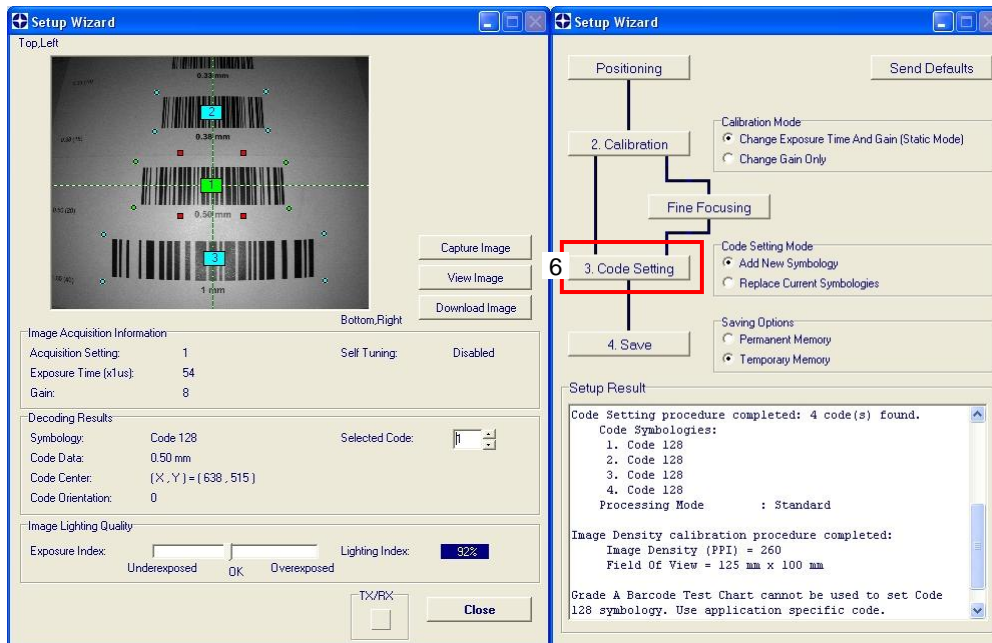 Setup Wizard
Top,Left
0.33 mm
2
0.38 mm
1
0.50 mm
0.50 (20)
3
1 mm
Bottom,Right
Capture Image
View Image
Download Image
Image Acquisition Information
Acquisition Setting: 1 Self Tuning: Disabled
Exposure Time (x1us): 54
Gain: 8
Decoding Results
Symbology: Code 128 Selected Code: 1
Code Data: 0.50 mm
Code Center: ( X , Y ) = ( 638 , 515 )
Code Orientation: 0
Image Lighting Quality
Exposure Index: Lighting Index: 92%
Underexposed OK Overexposed
TX/RX
Close
Setup Wizard
Positioning
Send Defaults
2. Calibration
Calibration Mode
Change Exposure Time And Gain (Static Mode)
Change Gain Only
Fine Focusing
6
3. Code Setting
Code Setting Mode
Add New Symbology
Replace Current Symbologies
4. Save
Saving Options
Permanent Memory
Temporary Memory
Setup Result
Code Setting procedure completed: 4 code(s) found.
Code Symbologies:
1. Code 128
2. Code 128
3. Code 128
4. Code 128
Processing Mode : Standard
Image Density calibration procedure completed:
Image Density (PPI) = 260
Field Of View = 125 mm x 100 mm
Grade A Barcode Test Chart cannot be used to set Code
128 symbology. Use application specific code.